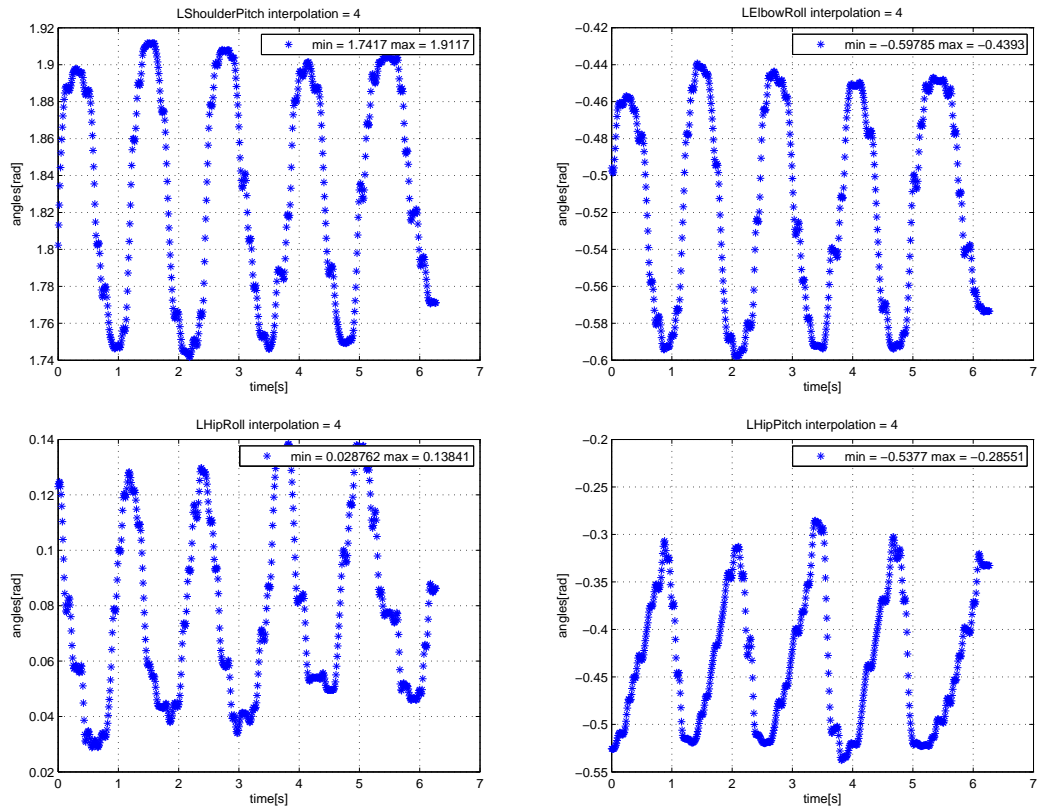 LShoulderPitch interpolation = 4
1.92
1.9
1.88
1.86
1.84
1.82
1.8
1.78
1.76
1.74
angles[rad]
min = 1.7417 max = 1.9117
0 1 2 3 4 5 6 7
time[s]
LElbowRoll interpolation = 4
−0.42
−0.44
−0.46
−0.48
−0.5
−0.52
−0.54
−0.56
−0.58
−0.6
angles[rad]
min = −0.59785 max = −0.4393
0 1 2 3 4 5 6 7
time[s]
LHipRoll interpolation = 4
0.14
0.12
0.1
0.08
0.06
0.04
0.02
angles[rad]
min = 0.028762 max = 0.13841
0 1 2 3 4 5 6 7
time[s]
LHipPitch interpolation = 4
−0.2
−0.25
−0.3
−0.35
−0.4
−0.45
−0.5
−0.55
angles[rad]
min = −0.5377 max = −0.28551
0 1 2 3 4 5 6 7
time[s]